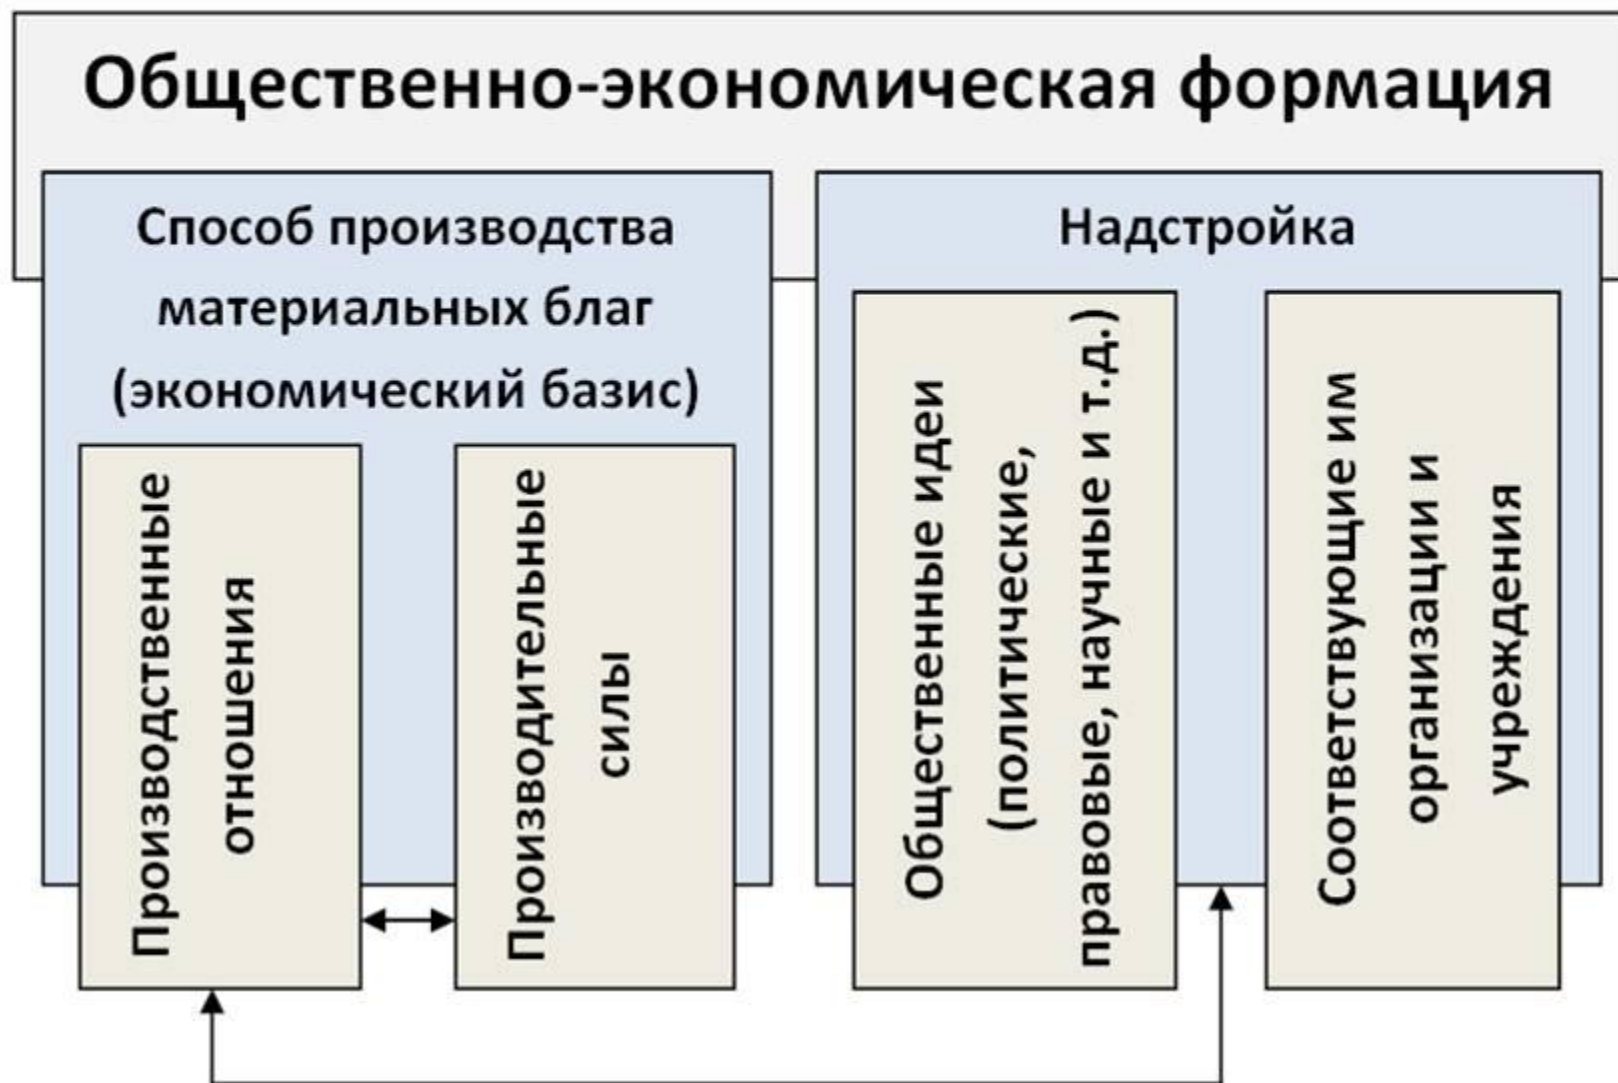 Общественно-экономическая формация
Способ производства
материальных благ
(экономический базис)
Производственные
отношения
Производительные
силы
Надстройка
Общественные идеи
(политические,
правовые, научные и т.д.)
Соответствующие им
организации и
учреждения